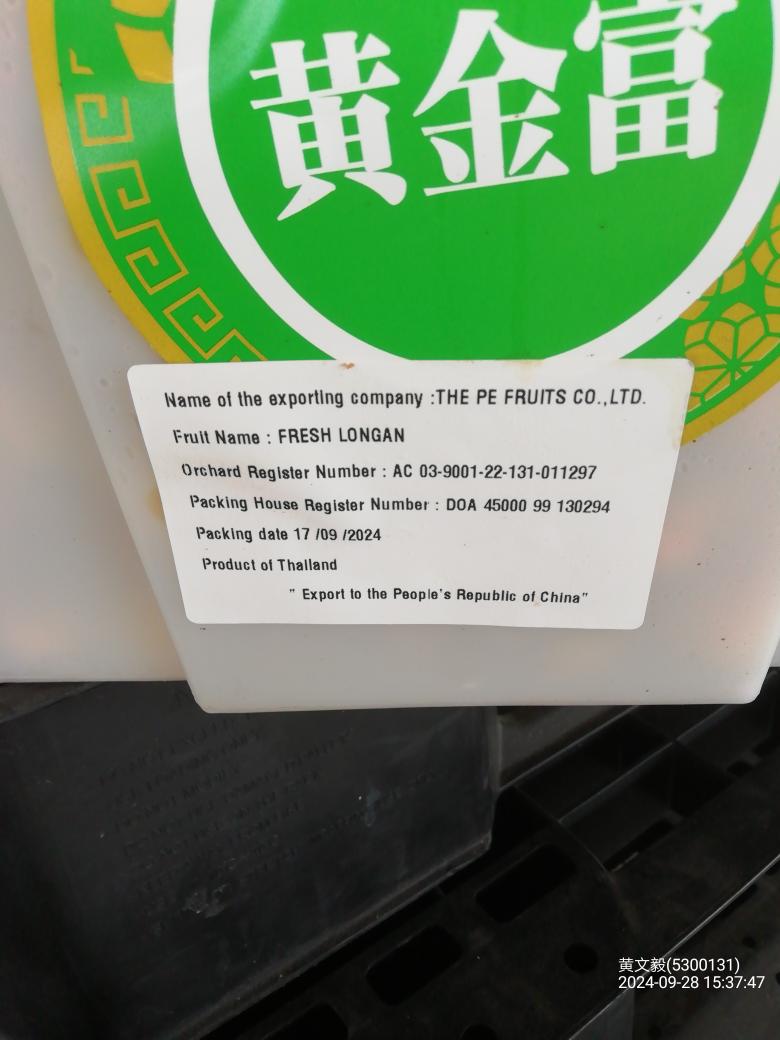 黄金富
Name of the exporting company :THE PE FRUITS CO.,LTD.
Fruit Name : FRESH LONGAN
Orchard Register Number : AC 03-9001-22-131-011297
Packing House Register Number : DOA 45000 99 130294
Packing date 17 /09 /2024
Product of Thailand
" Export to the People's Republic of China"
黄文毅(5300131)
2024-09-28 15:37:47